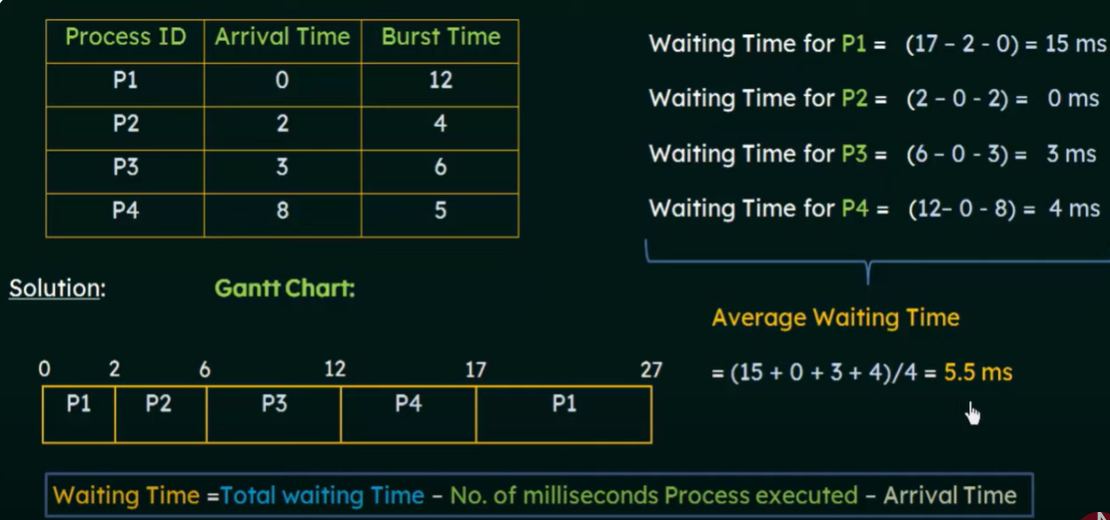 Process ID Arrival Time Burst Time
P1 0 12
P2 2 4
P3 3 6
P4 8 5
Waiting Time for P1 = (17 - 2 - 0) = 15 ms
Waiting Time for P2 = (2 - 0 - 2) = 0 ms
Waiting Time for P3 = (6 - 0 - 3) = 3 ms
Waiting Time for P4 = (12- 0 - 8) = 4 ms
Average Waiting Time
= (15 + 0 + 3 + 4)/4 = 5.5 ms
Solution: Gantt Chart:
0 2 6 12 17 27
P1 P2 P3 P4 P1
Waiting Time =Total waiting Time - No. of milliseconds Process executed - Arrival Time